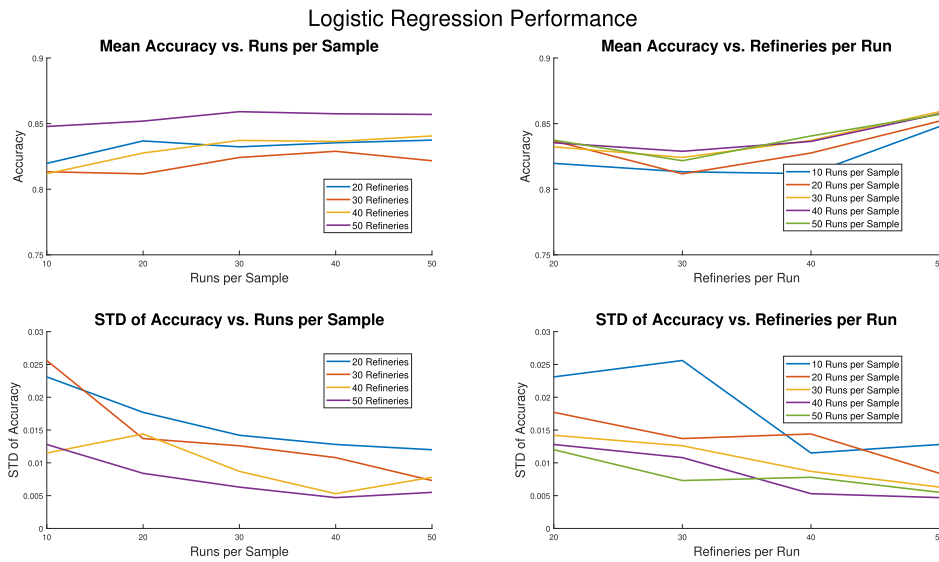 Logistic Regression Performance
Mean Accuracy vs. Runs per Sample
0.9
0.85
0.8
0.75
Accuracy
10
20
30
40
50
Runs per Sample
20 Refineries
30 Refineries
40 Refineries
50 Refineries
Mean Accuracy vs. Refineries per Run
0.9
0.85
0.8
0.75
Accuracy
20
30
40
Refineries per Run
10 Runs per Sample
20 Runs per Sample
30 Runs per Sample
40 Runs per Sample
50 Runs per Sample
STD of Accuracy vs. Runs per Sample
0.03
0.025
0.02
0.015
0.01
0.005
0
STD of Accuracy
10
20
30
40
50
Runs per Sample
20 Refineries
30 Refineries
40 Refineries
50 Refineries
STD of Accuracy vs. Refineries per Run
0.03
0.025
0.02
0.015
0.01
0.005
0
STD of Accuracy
20
30
40
Refineries per Run
10 Runs per Sample
20 Runs per Sample
30 Runs per Sample
40 Runs per Sample
50 Runs per Sample